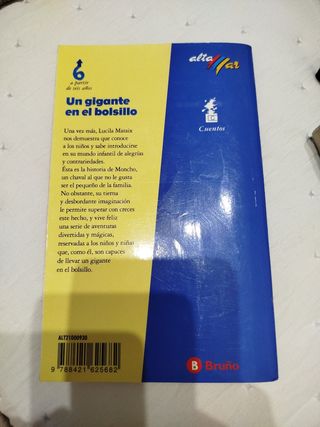 6
a partir
de seis años
alta
mar
Cuentos
Un gigante
en el bolsillo
Una vez más, Lucila Mataix
nos demuestra que conoce
a los niños y sabe introducirse
en su mundo infantil de alegrías
y contrariedades.
Ésta es la historia de Moncho,
un chaval al que no le gusta
ser el pequeño de la familia.
No obstante, su tierna
y desbordante imaginación
le permite superar con creces
este hecho, y vive feliz
una serie de aventuras
divertidas y mágicas,
reservadas a los niños y niñas
que, como él, son capaces
de llevar un gigante
en el bolsillo.
ALT21000930
9 788421 625682
B Bruño